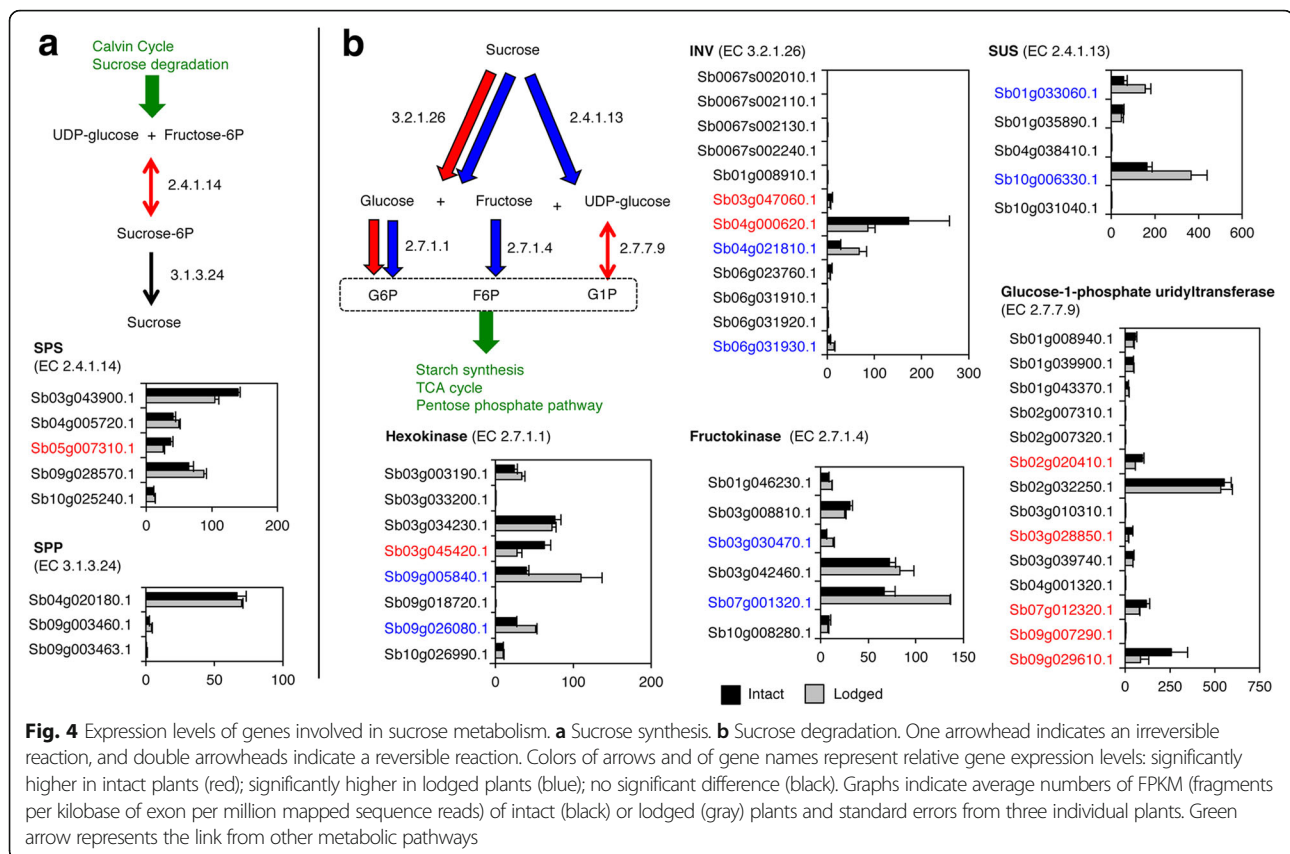 a
Calvin Cycle
Sucrose degradation
UDP-glucose + Fructose-6P
2.4.1.14
Sucrose-6P
3.1.3.24
Sucrose
SPS
(EC 2.4.1.14)
Sb03g043900.1
Sb04g005720.1
Sb05g007310.1
Sb09g028570.1
Sb10g025240.1
0 100 200
SPP
(EC 3.1.3.24)
Sb04g020180.1
Sb09g003460.1
Sb09g003463.1
0 50 100
b
Sucrose
3.2.1.26 2.4.1.13
Glucose + Fructose + UDP-glucose
2.7.1.1 2.7.1.4 2.7.7.9
G6P F6P G1P
Starch synthesis
TCA cycle
Pentose phosphate pathway
Hexokinase (EC 2.7.1.1)
Sb03g003190.1
Sb03g033200.1
Sb03g034230.1
Sb03g045420.1
Sb09g005840.1
Sb09g018720.1
Sb09g026080.1
Sb10g026990.1
0 100 200
INV (EC 3.2.1.26)
Sb0067s002010.1
Sb0067s002110.1
Sb0067s002130.1
Sb0067s002240.1
Sb01g008910.1
Sb03g047060.1
Sb04g000620.1
Sb04g021810.1
Sb06g023760.1
Sb06g031910.1
Sb06g031920.1
Sb06g031930.1
0 100 200 300
Fructokinase (EC 2.7.1.4)
Sb01g046230.1
Sb03g008810.1
Sb03g030470.1
Sb03g042460.1
Sb07g001320.1
Sb10g008280.1
0 50 100 150
Intact Lodged
SUS (EC 2.4.1.13)
Sb01g033060.1
Sb01g035890.1
Sb04g038410.1
Sb10g006330.1
Sb10g031040.1
0 200 400 600
Glucose-1-phosphate uridyltransferase
(EC 2.7.7.9)
Sb01g008940.1
Sb01g039900.1
Sb01g043370.1
Sb02g007310.1
Sb02g007320.1
Sb02g020410.1
Sb02g032250.1
Sb03g010310.1
Sb03g028850.1
Sb03g039740.1
Sb04g001320.1
Sb07g012320.1
Sb09g007290.1
Sb09g029610.1
0 250 500 750
Fig. 4 Expression levels of genes involved in sucrose metabolism. a Sucrose synthesis. b Sucrose degradation. One arrowhead indicates an irreversible
reaction, and double arrowheads indicate a reversible reaction. Colors of arrows and of gene names represent relative gene expression levels: significantly
higher in intact plants (red); significantly higher in lodged plants (blue); no significant difference (black). Graphs indicate average numbers of FPKM (fragments
per kilobase of exon per million mapped sequence reads) of intact (black) or lodged (gray) plants and standard errors from three individual plants. Green
arrow represents the link from other metabolic pathways